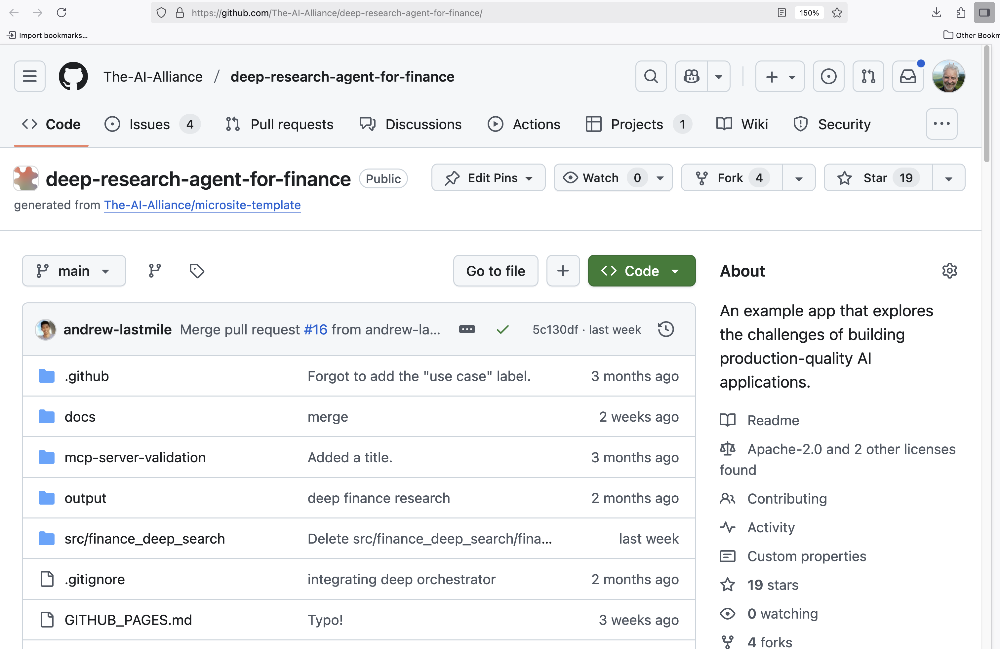 https://github.com/The-AI-Alliance/deep-research-agent-for-finance/
150%
Import bookmarks...
Other Bookm
The-AI-Alliance / deep-research-agent-for-finance
Code
Issues 4
Pull requests
Discussions
Actions
Projects 1
Wiki
Security
deep-research-agent-for-finance Public
Edit Pins
Watch 0
Fork 4
Star 19
generated from The-AI-Alliance/microsite-template
main
Go to file
Code
andrew-lastmile Merge pull request #16 from andrew-la... 5c130df · last week
.github Forgot to add the "use case" label. 3 months ago
docs merge 2 weeks ago
mcp-server-validation Added a title. 3 months ago
output deep finance research 2 months ago
src/finance_deep_search Delete src/finance_deep_search/fina... last week
.gitignore integrating deep orchestrator 2 months ago
GITHUB_PAGES.md Typo! 3 weeks ago
About
An example app that explores
the challenges of building
production-quality AI
applications.
Readme
Apache-2.0 and 2 other licenses
found
Contributing
Activity
Custom properties
19 stars
0 watching
4 forks